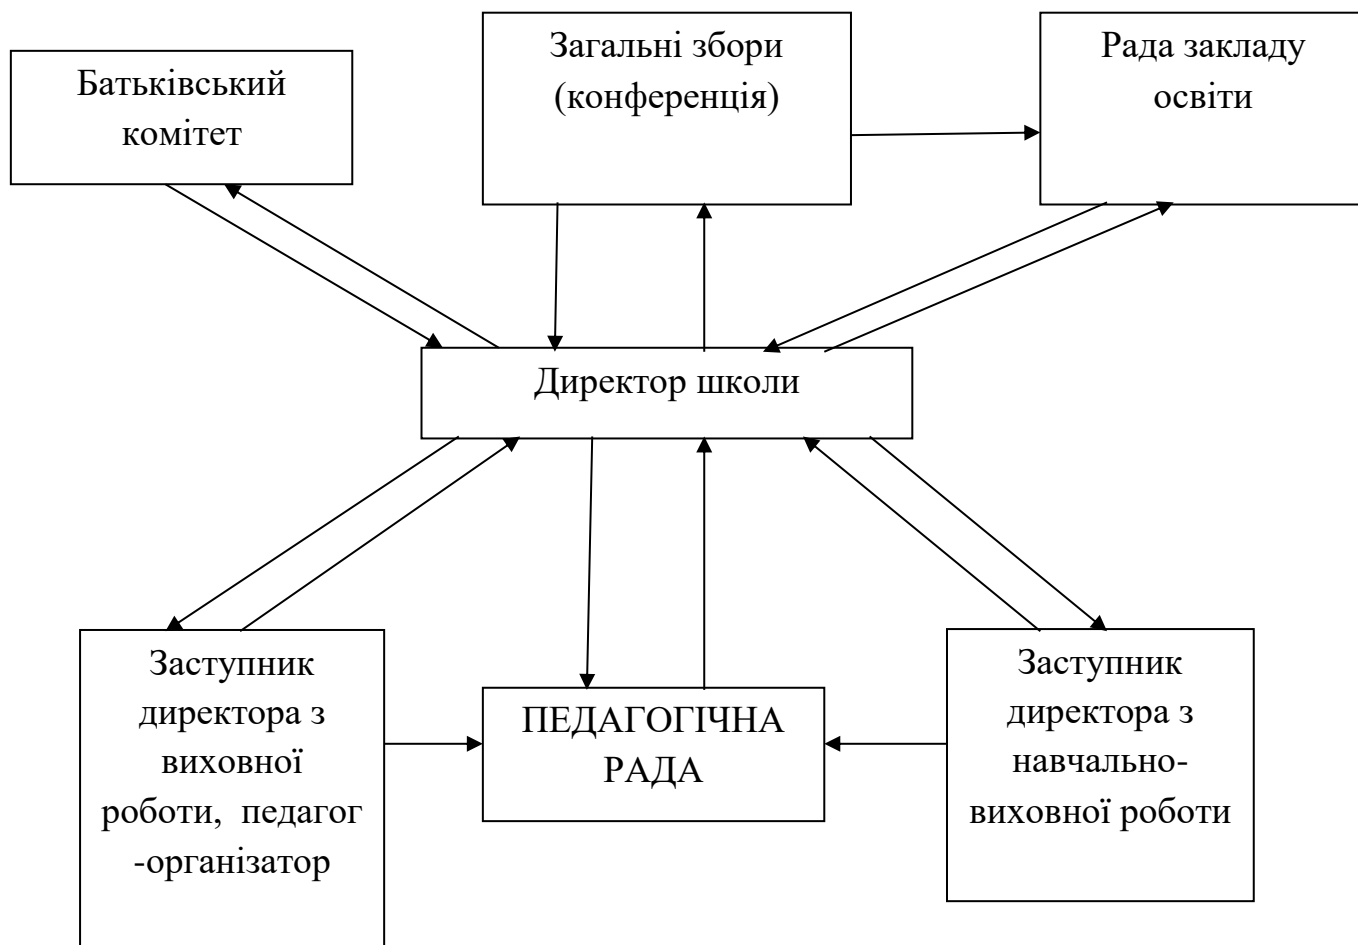 Батьківський
комітет
Загальні збори
(конференція)
Рада закладу
освіти
Директор школи
Заступник
директора з
виховної
роботи,  педагог
-організатор
ПЕДАГОГІЧНА
РАДА
Заступник
директора з
навчально-
виховної роботи